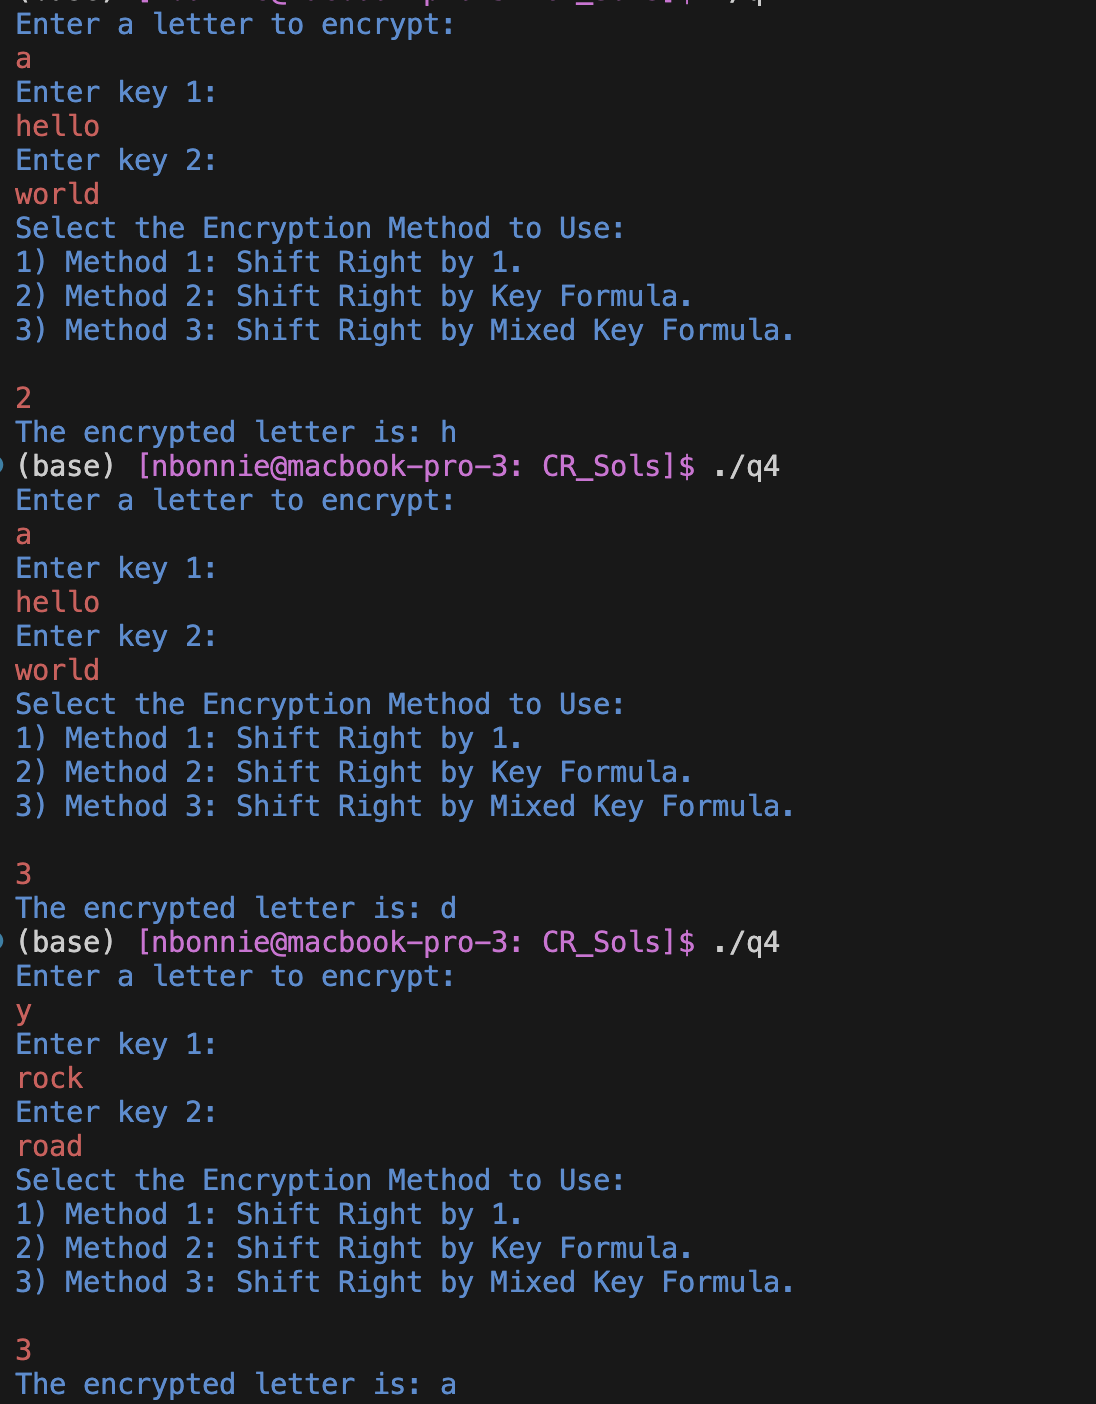 Enter a letter to encrypt:
a
Enter key 1:
hello
Enter key 2:
world
Select the Encryption Method to Use:
1) Method 1: Shift Right by 1.
2) Method 2: Shift Right by Key Formula.
3) Method 3: Shift Right by Mixed Key Formula.
2
The encrypted letter is: h
(base) [nbonnie@macbook-pro-3: CR_Sols]$ ./q4
Enter a letter to encrypt:
a
Enter key 1:
hello
Enter key 2:
world
Select the Encryption Method to Use:
1) Method 1: Shift Right by 1.
2) Method 2: Shift Right by Key Formula.
3) Method 3: Shift Right by Mixed Key Formula.
3
The encrypted letter is: d
(base) [nbonnie@macbook-pro-3: CR_Sols]$ ./q4
Enter a letter to encrypt:
y
Enter key 1:
rock
Enter key 2:
road
Select the Encryption Method to Use:
1) Method 1: Shift Right by 1.
2) Method 2: Shift Right by Key Formula.
3) Method 3: Shift Right by Mixed Key Formula.
3
The encrypted letter is: a